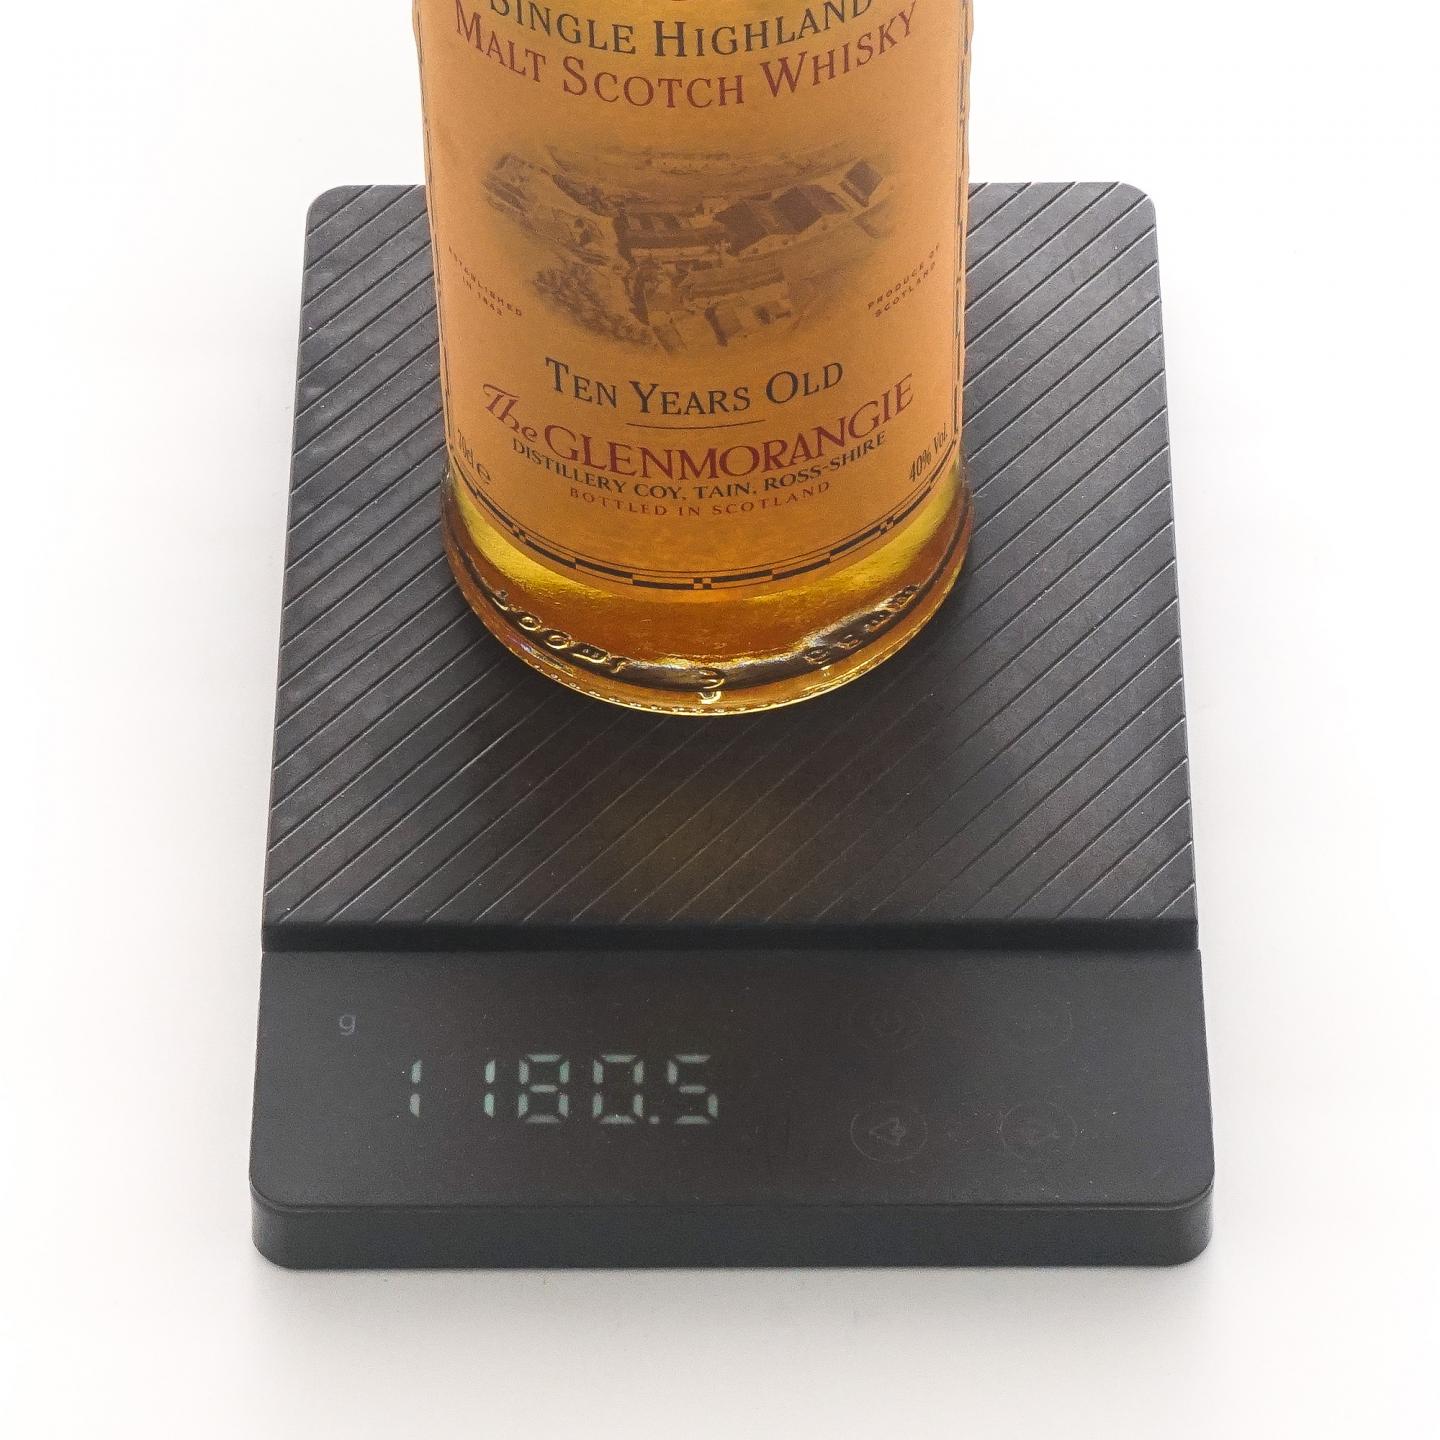 SINGLE HIGHLAND
MALT SCOTCH WHISKY
ESTABLISHED
IN 1843
PRODUCE OF
SCOTLAND
TEN YEARS OLD
The GLENMORANGIE
70cl e
40% Vol.
DISTILLERY COY, TAIN, ROSS-SHIRE
BOTTLED IN SCOTLAND
g
1180.5